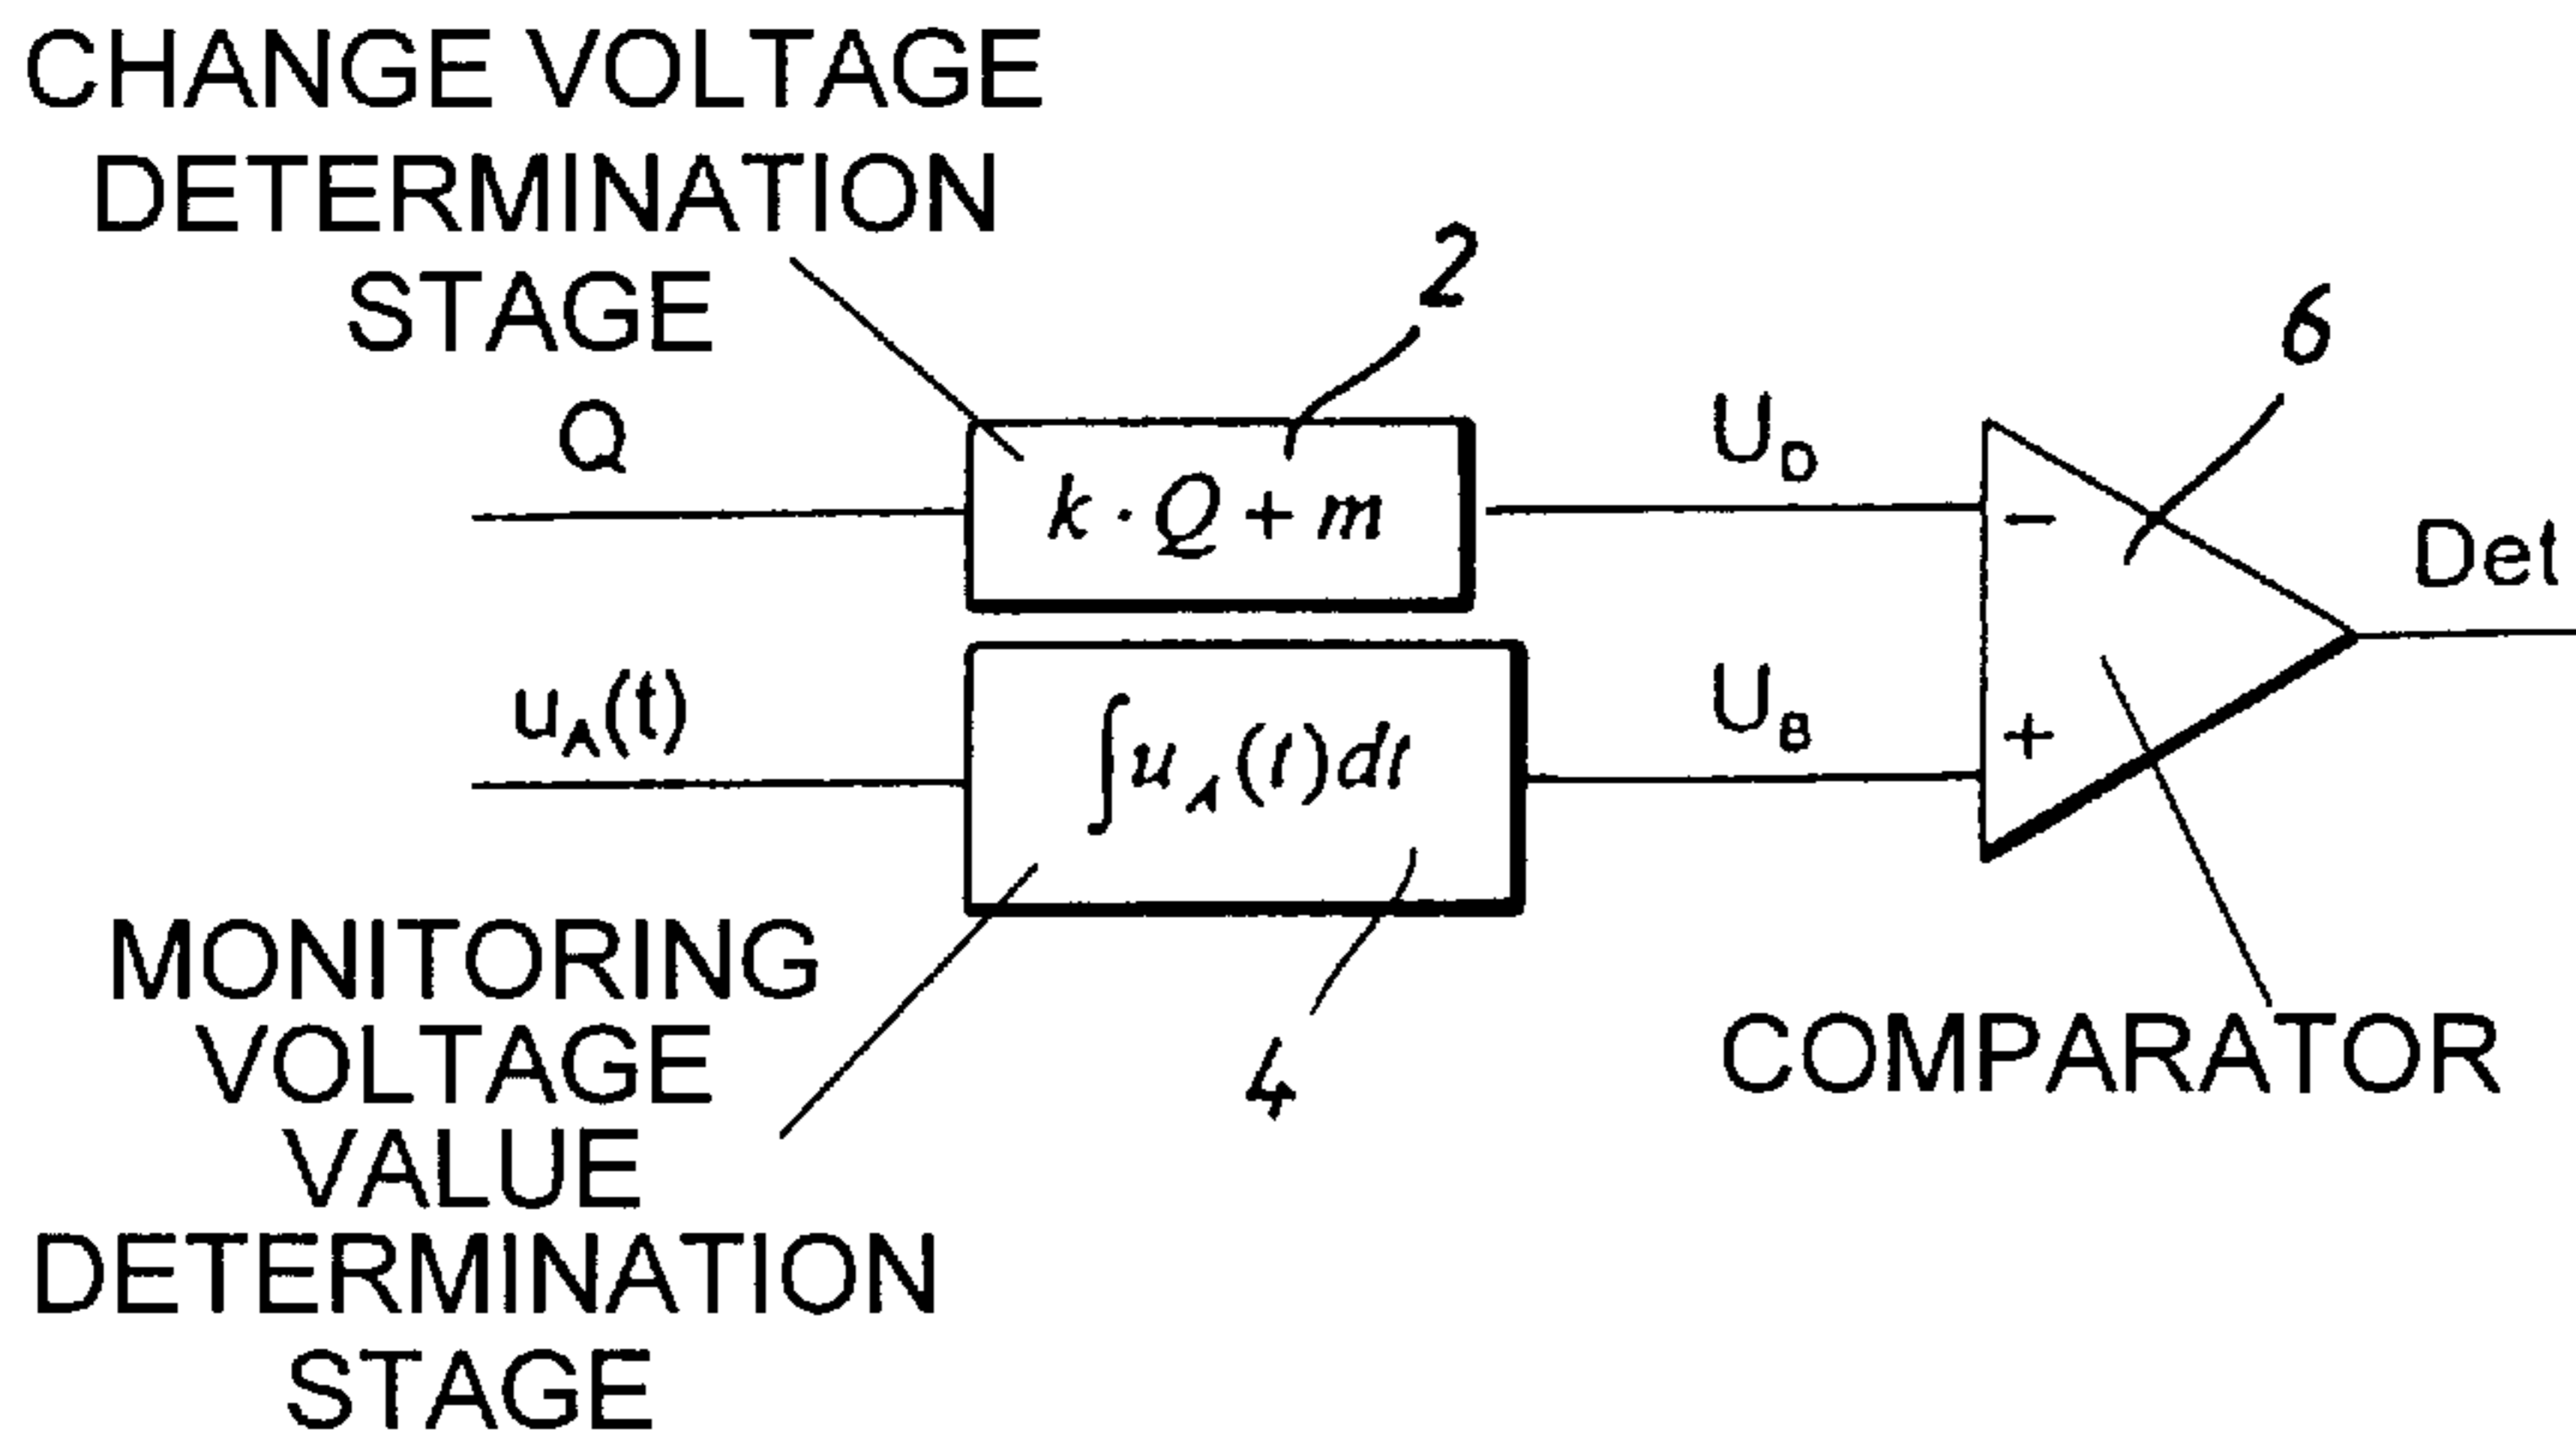 CHANGE VOLTAGE
DETERMINATION
STAGE
2
6
Q
k · Q + m
U_D
−
Det
u_A(t)
∫u_A(t)dt
U_B
+
4
MONITORING
VOLTAGE
VALUE
DETERMINATION
STAGE
COMPARATOR